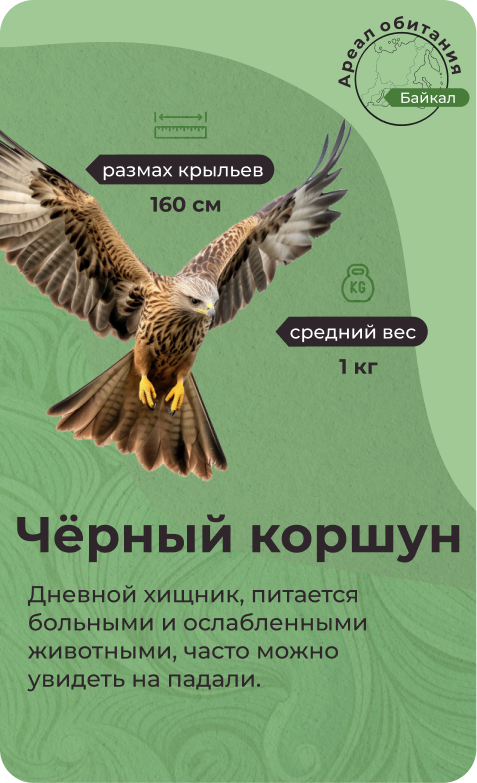 Ареал обитания
Байкал
размах крыльев
160 см
KG
средний вес
1 кг
Чёрный коршун
Дневной хищник, питается
больными и ослабленными
животными, часто можно
увидеть на падали.